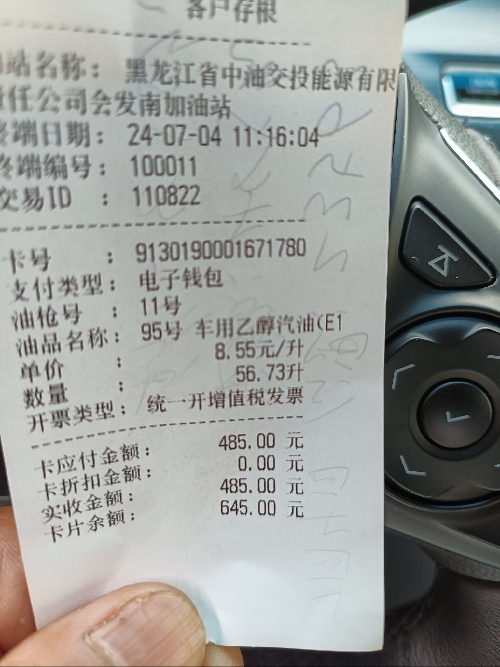 客户存根
站名称： 黑龙江省中油交投能源有限
责任公司会发南加油站
终端日期： 24-07-04 11:16:04
终端编号： 100011
交易ID ： 110822
卡号 ： 9130190001671780
支付类型： 电子钱包
油枪号 ： 11号
油品名称： 95号 车用乙醇汽油(E1
单价 ： 8.55元/升
数量 ： 56.73升
开票类型： 统一开增值税发票
卡应付金额： 485.00 元
卡折扣金额： 0.00 元
实收金额： 485.00 元
卡片余额： 645.00 元